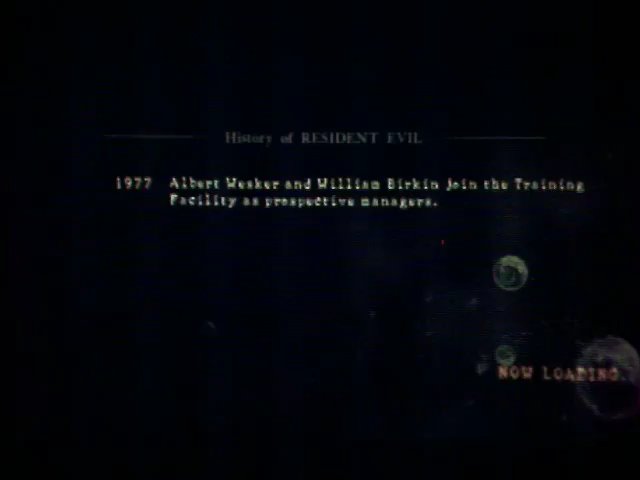 History of RESIDENT EVIL
1977 Albert Wesker and William Birkin join the Training
Facility as prospective managers.
NOW LOADING